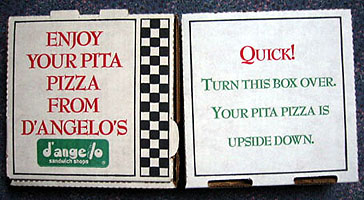 ENJOY
YOUR PITA
PIZZA
FROM
D'ANGELO'S
d'angelo
sandwich shops
QUICK!
TURN THIS BOX OVER.
YOUR PITA PIZZA IS
UPSIDE DOWN.